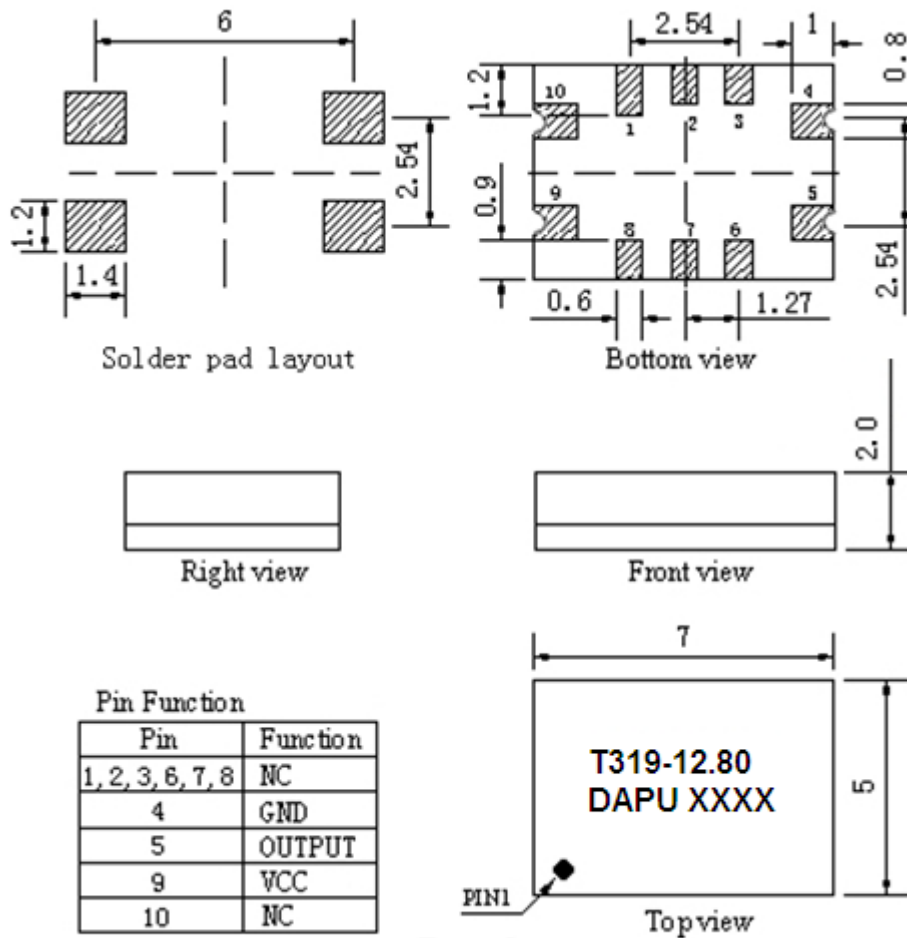 6
2.54
1
0.8
1.2
10
1
2
3
4
2.54
0.9
1.2
9
8
7
6
5
2.54
1.4
0.6
1.27
Solder pad layout
Bottom view
2.0
Right view
Front view
7
Pin Function
Pin Function
1, 2, 3, 6, 7, 8 NC
4 GND
5 OUTPUT
9 VCC
10 NC
T319-12.80
DAPU XXXX
5
PIN1
Top view